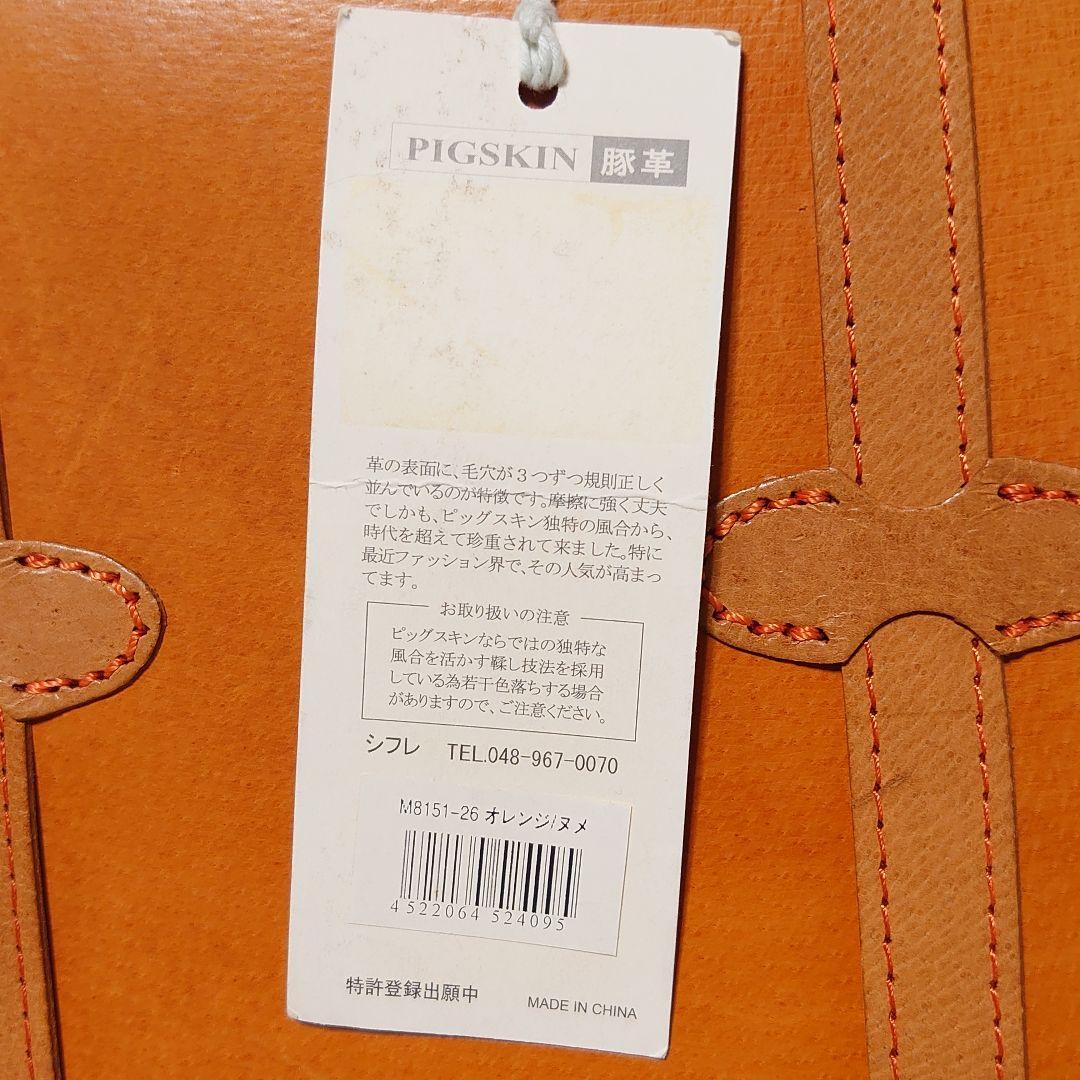 PIGSKIN 豚革
革の表面に、毛穴が3つずつ規則正しく
並んでいるのが特徴です。摩擦に強く丈夫
でしかも、ピッグスキン独特の風合から、
時代を超えて珍重されて来ました。特に
最近ファッション界で、その人気が高まっ
てます。
お取り扱いの注意
ピッグスキンならではの独特な
風合を活かす鞣し技法を採用
している為若干色落ちする場合
がありますので、ご注意ください。
シフレ TEL.048-967-0070
M8151-26 オレンジ/ヌメ
4 522064 524095
特許登録出願中 MADE IN CHINA